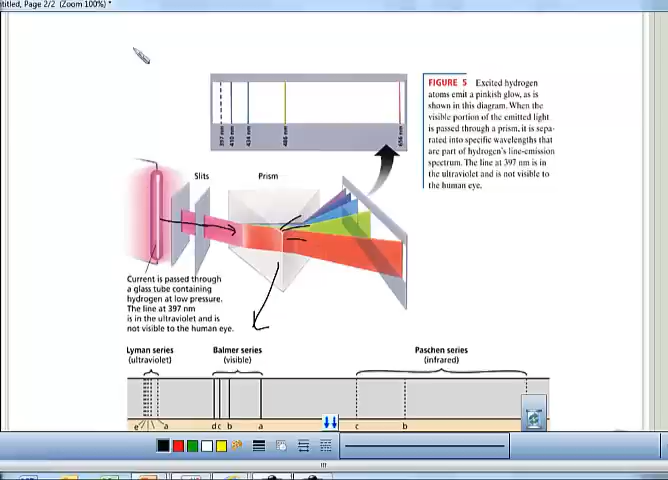 titled, Page 2/2 (Zoom 100%) *
397 nm
410 nm
434 nm
486 nm
656 nm
FIGURE 5 Excited hydrogen
atoms emit a pinkish glow, as is
shown in this diagram. When the
visible portion of the emitted light
is passed through a prism, it is sepa-
rated into specific wavelengths that
are part of hydrogen's line-emission
spectrum. The line at 397 nm is in
the ultraviolet and is not visible to
the human eye.
Slits
Prism
Current is passed through
a glass tube containing
hydrogen at low pressure.
The line at 397 nm
is in the ultraviolet and is
not visible to the human eye.
Lyman series
(ultraviolet)
Balmer series
(visible)
Paschen series
(infrared)
e a d c b a c b